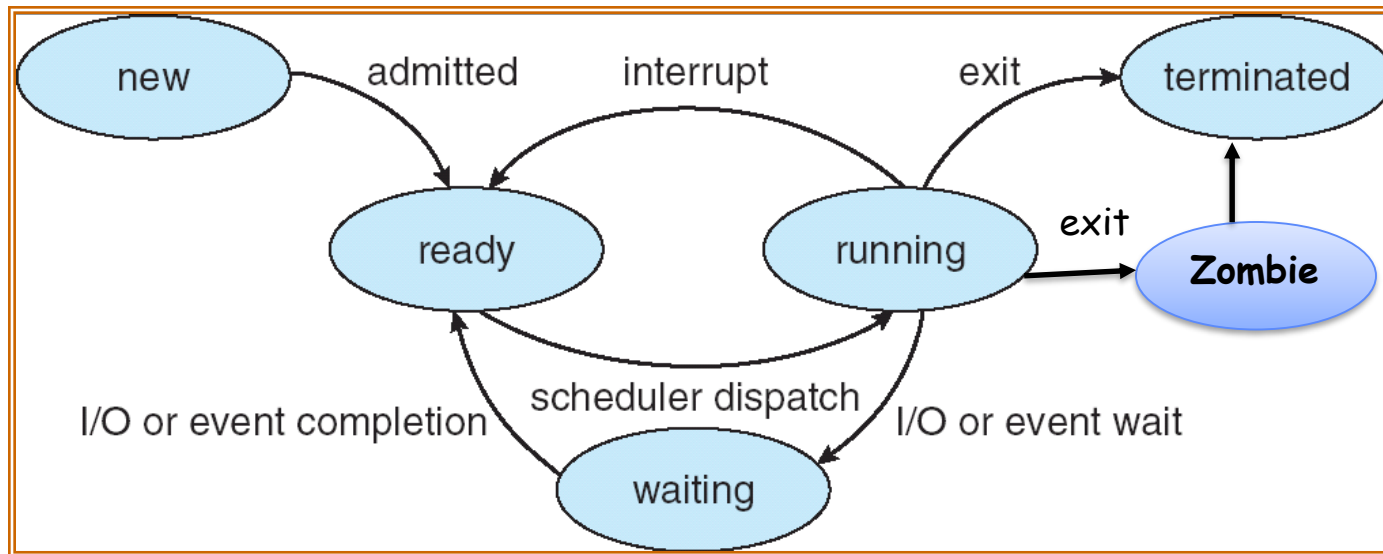 new
admitted
interrupt
exit
terminated
ready
running
exit
Zombie
scheduler dispatch
I/O or event completion
I/O or event wait
waiting